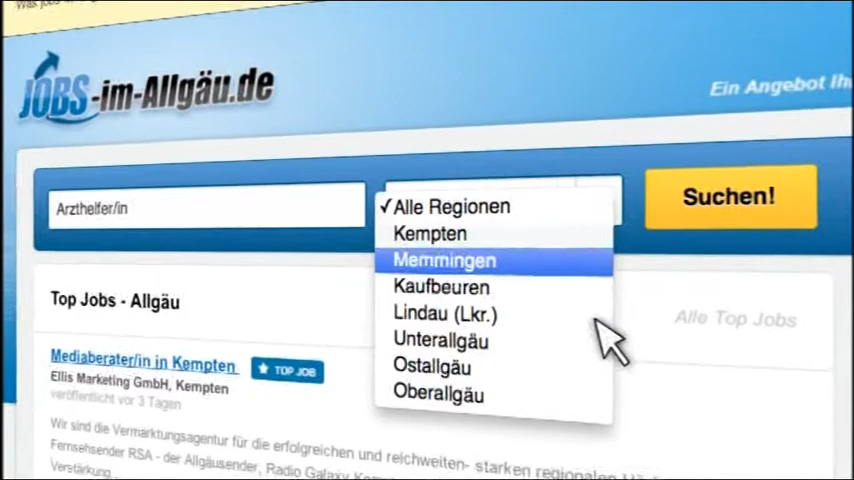 JOBS-im-Allgäu.de
Ein Angebot Ih
Arzthelfer/in
✓Alle Regionen
Kempten
Memmingen
Kaufbeuren
Lindau (Lkr.)
Unterallgäu
Ostallgäu
Oberallgäu
Suchen!
Top Jobs - Allgäu
Alle Top Jobs
Mediaberater/in in Kempten
TOP JOB
Ellis Marketing GmbH, Kempten
veröffentlicht vor 3 Tagen
Wir sind die Vermarktungsagentur für die erfolgreichen und reichweiten- starken regionalen
Fernsehsender RSA - der Allgäusender, Radio Galaxy
Verstärkung.